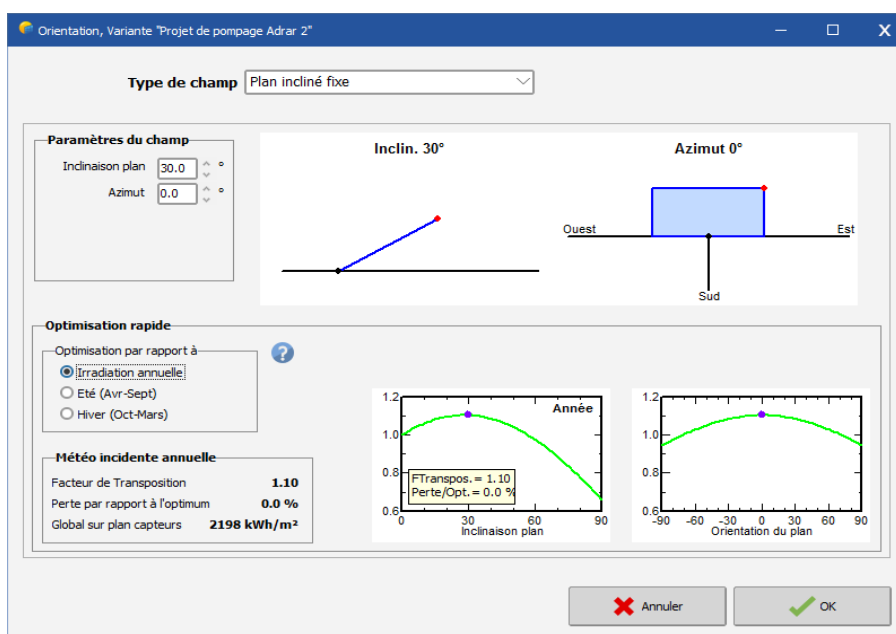 Orientation, Variante "Projet de pompage Adrar 2"
Type de champ Plan incliné fixe
Paramètres du champ
Inclinaison plan 30.0 °
Azimut 0.0 °
Inclin. 30°
Azimut 0°
Ouest
Est
Sud
Optimisation rapide
Optimisation par rapport à
Irradiation annuelle
Eté (Avr-Sept)
Hiver (Oct-Mars)
?
Météo incidente annuelle
Facteur de Transposition 1.10
Perte par rapport à l'optimum 0.0 %
Global sur plan capteurs 2198 kWh/m²
Année
1.2
1.0
0.8
0.6
FTranspos.= 1.10
Perte/Opt.= 0.0 %
0 30 60 90
Inclinaison plan
1.2
1.0
0.8
0.6
-90 -60 -30 0 30 60 90
Orientation du plan
Annuler
OK